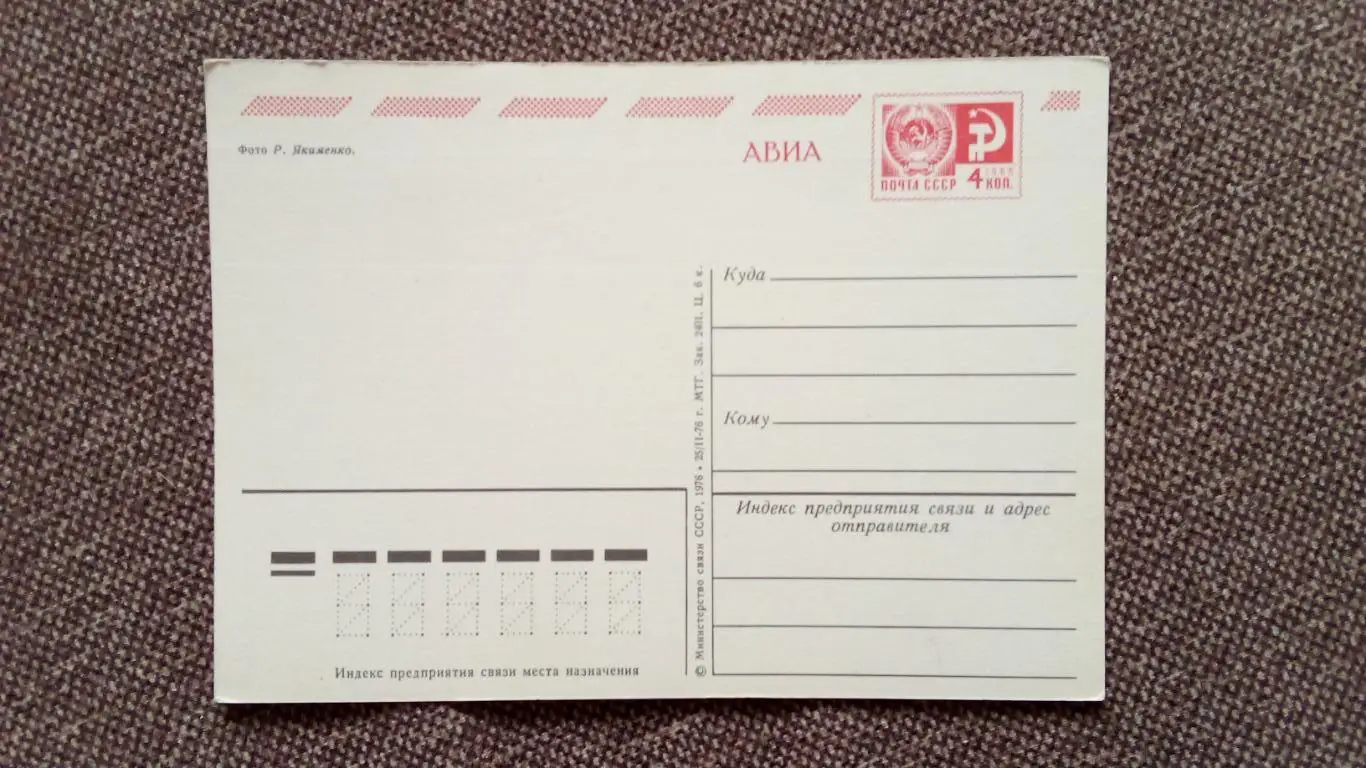 Фото Р. Якименко.
АВИА
ПОЧТА СССР 4 КОП.
Куда
Кому
© Министерство связи СССР, 1976 • 25/II-76 г. МТГ. Зак. 2401. Ц. 6 к.
Индекс предприятия связи и адрес
отправителя
Индекс предприятия связи места назначения